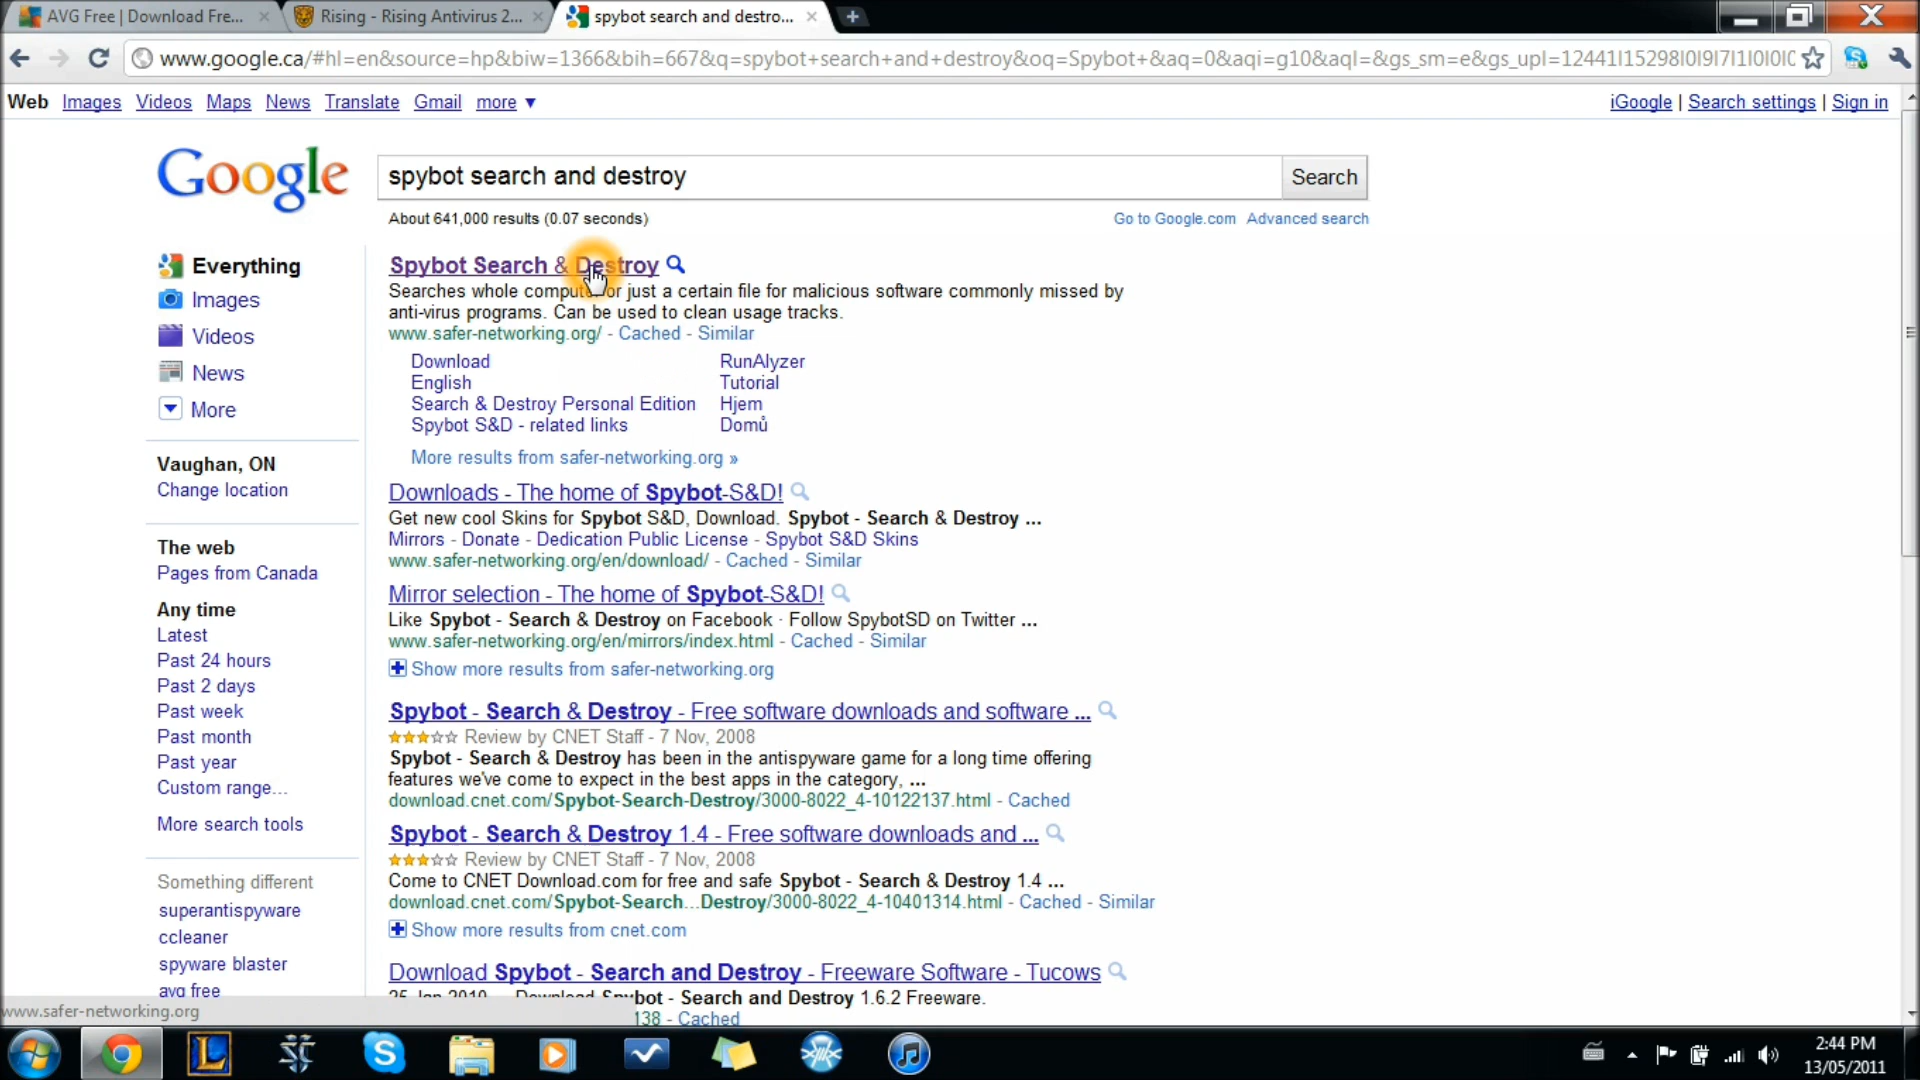 AVG Free | Download Fre...
Rising - Rising Antivirus 2...
spybot search and destro...
www.google.ca/#hl=en&source=hp&biw=1366&bih=667&q=spybot+search+and+destroy&oq=Spybot+&aq=0&aqi=g10&aql=&gs_sm=e&gs_upl=12441l15298l0l9l7l1l0l0l0
Web Images Videos Maps News Translate Gmail more ▼
iGoogle | Search settings | Sign in
Google
spybot search and destroy
Search
About 641,000 results (0.07 seconds)
Go to Google.com Advanced search
Everything
Images
Videos
News
More
Vaughan, ON
Change location
The web
Pages from Canada
Any time
Latest
Past 24 hours
Past 2 days
Past week
Past month
Past year
Custom range...
More search tools
Something different
superantispyware
ccleaner
spyware blaster
avg free
Spybot Search & Destroy
Searches whole computer or just a certain file for malicious software commonly missed by
anti-virus programs. Can be used to clean usage tracks.
www.safer-networking.org/ - Cached - Similar
Download RunAlyzer
English Tutorial
Search & Destroy Personal Edition Hjem
Spybot S&D - related links Domů
More results from safer-networking.org »
Downloads - The home of Spybot-S&D!
Get new cool Skins for Spybot S&D, Download. Spybot - Search & Destroy ...
Mirrors - Donate - Dedication Public License - Spybot S&D Skins
www.safer-networking.org/en/download/ - Cached - Similar
Mirror selection - The home of Spybot-S&D!
Like Spybot - Search & Destroy on Facebook · Follow SpybotSD on Twitter ...
www.safer-networking.org/en/mirrors/index.html - Cached - Similar
Show more results from safer-networking.org
Spybot - Search & Destroy - Free software downloads and software ...
Review by CNET Staff - 7 Nov, 2008
Spybot - Search & Destroy has been in the antispyware game for a long time offering
features we've come to expect in the best apps in the category, ...
download.cnet.com/Spybot-Search-Destroy/3000-8022_4-10122137.html - Cached
Spybot - Search & Destroy 1.4 - Free software downloads and ...
Review by CNET Staff - 7 Nov, 2008
Come to CNET Download.com for free and safe Spybot - Search & Destroy 1.4 ...
download.cnet.com/Spybot-Search...Destroy/3000-8022_4-10401314.html - Cached - Similar
Show more results from cnet.com
Download Spybot - Search and Destroy - Freeware Software - Tucows
25 Jan 2010 ... Download Spybot - Search and Destroy 1.6.2 Freeware.
138 - Cached
www.safer-networking.org
2:44 PM
13/05/2011